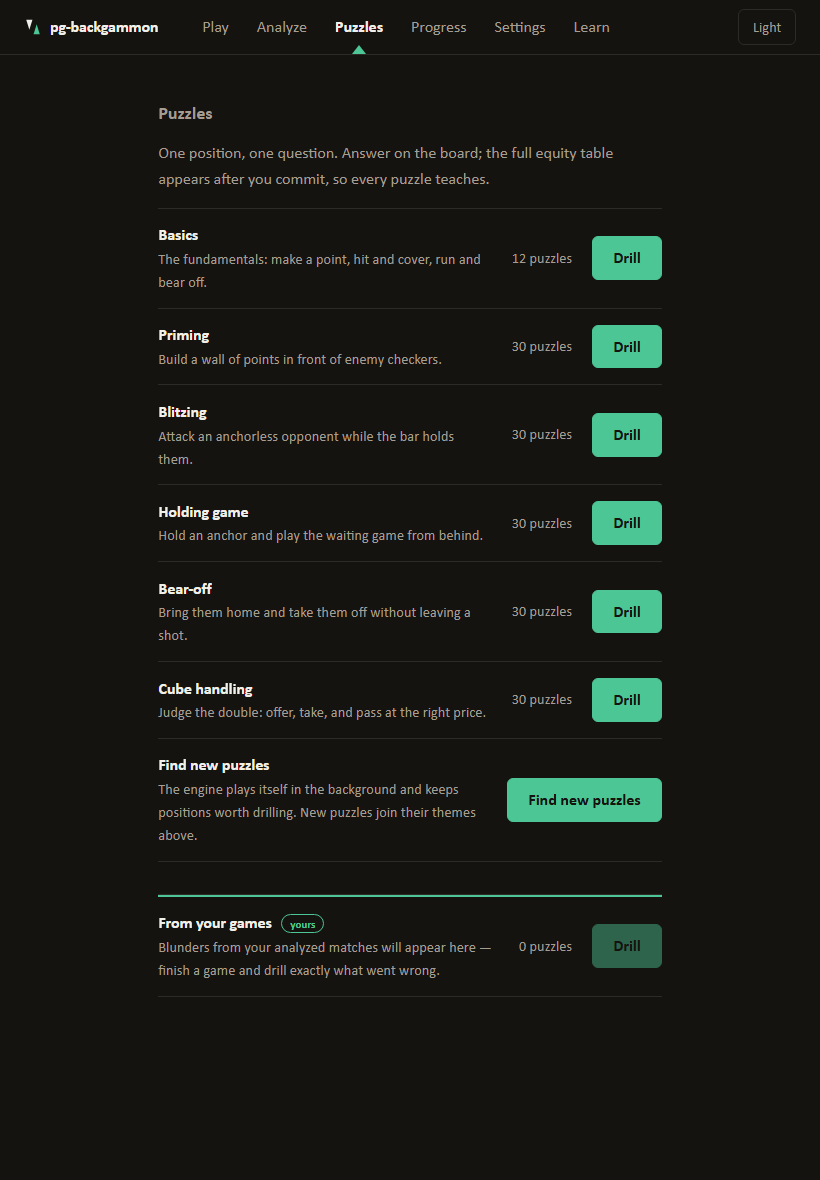 pg-backgammon Play Analyze Puzzles Progress Settings Learn Light
Puzzles
One position, one question. Answer on the board; the full equity table
appears after you commit, so every puzzle teaches.
Basics
The fundamentals: make a point, hit and cover, run and
bear off.
12 puzzles
Drill
Priming
Build a wall of points in front of enemy checkers.
30 puzzles
Drill
Blitzing
Attack an anchorless opponent while the bar holds
them.
30 puzzles
Drill
Holding game
Hold an anchor and play the waiting game from behind.
30 puzzles
Drill
Bear-off
Bring them home and take them off without leaving a
shot.
30 puzzles
Drill
Cube handling
Judge the double: offer, take, and pass at the right price.
30 puzzles
Drill
Find new puzzles
The engine plays itself in the background and keeps
positions worth drilling. New puzzles join their themes
above.
Find new puzzles
From your games yours
Blunders from your analyzed matches will appear here —
finish a game and drill exactly what went wrong.
0 puzzles
Drill